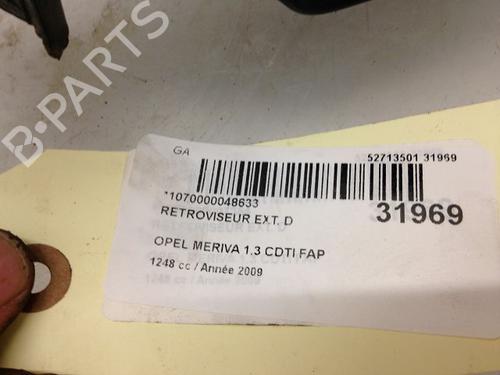 B-PARTS
GA
52713501 31969
*1070000048633
RETROVISEUR EXT. D
31969
OPEL MERIVA 1.3 CDTI FAP
1248 cc / Année 2009